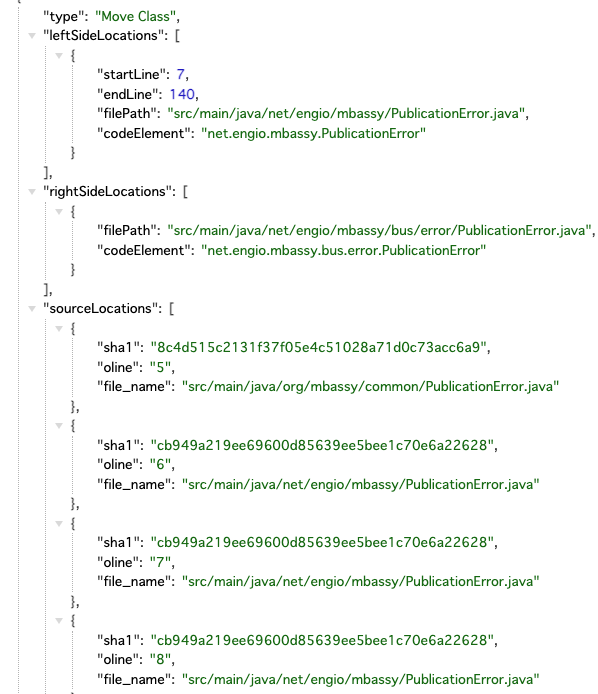 {
"type": "Move Class",
"leftSideLocations": [
{
"startLine": 7,
"endLine": 140,
"filePath": "src/main/java/net/engio/mbassy/PublicationError.java",
"codeElement": "net.engio.mbassy.PublicationError"
}
],
"rightSideLocations": [
{
"filePath": "src/main/java/net/engio/mbassy/bus/error/PublicationError.java",
"codeElement": "net.engio.mbassy.bus.error.PublicationError"
}
],
"sourceLocations": [
{
"sha1": "8c4d515c2131f37f05e4c51028a71d0c73acc6a9",
"oline": "5",
"file_name": "src/main/java/org/mbassy/common/PublicationError.java"
},
{
"sha1": "cb949a219ee69600d85639ee5bee1c70e6a22628",
"oline": "6",
"file_name": "src/main/java/net/engio/mbassy/PublicationError.java"
},
{
"sha1": "cb949a219ee69600d85639ee5bee1c70e6a22628",
"oline": "7",
"file_name": "src/main/java/net/engio/mbassy/PublicationError.java"
},
{
"sha1": "cb949a219ee69600d85639ee5bee1c70e6a22628",
"oline": "8",
"file_name": "src/main/java/net/engio/mbassy/PublicationError.java"